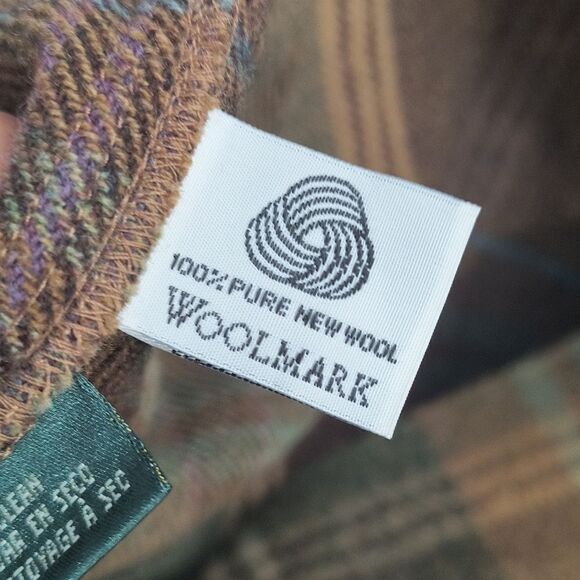 100% PURE NEW WOOL
WOOLMARK
EN SECO
A SEC